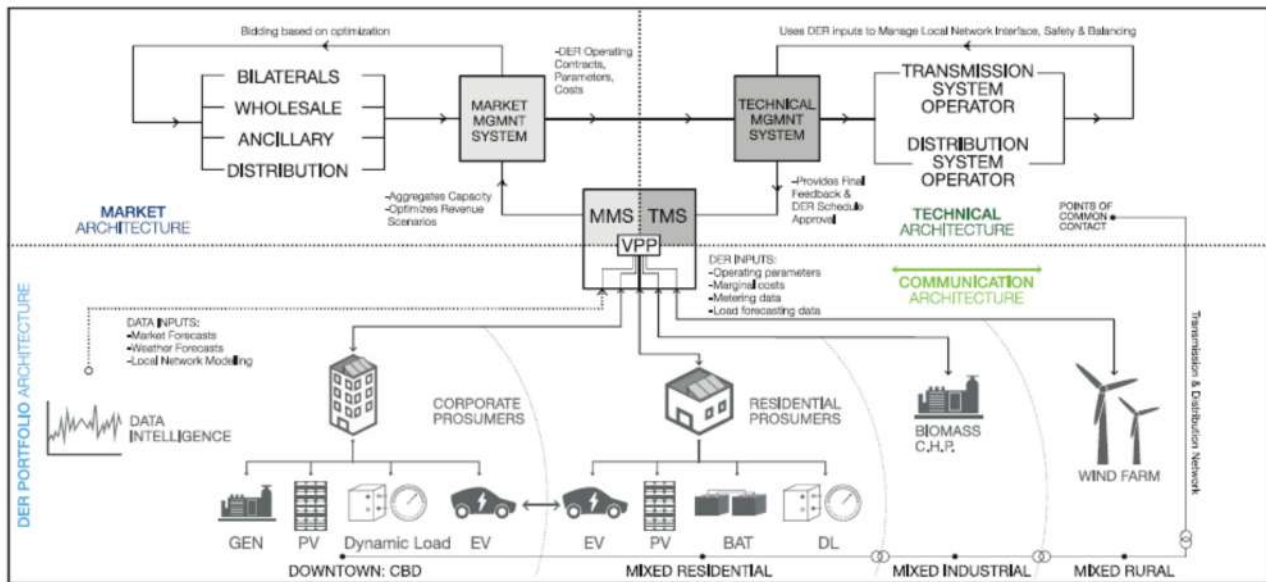 Bidding based on optimization
BILATERALS
WHOLESALE
ANCILLARY
DISTRIBUTION
MARKET
MGMNT
SYSTEM
-DER Operating
Contracts,
Parameters,
Costs
Uses DER inputs to Manage Local Network Interface, Safety & Balancing
TECHNICAL
MGMNT
SYSTEM
TRANSMISSION
SYSTEM
OPERATOR
DISTRIBUTION
SYSTEM
OPERATOR
-Aggregates Capacity
-Optimizes Revenue
Scenarios
MMS TMS
VPP
-Provides Final
Feedback &
DER Schedule
Approval
MARKET
ARCHITECTURE
TECHNICAL
ARCHITECTURE
POINTS OF
COMMON
CONTACT
DER INPUTS:
-Operating parameters
-Marginal costs
-Metering data
-Load forecasting data
COMMUNICATION
ARCHITECTURE
DER PORTFOLIO ARCHITECTURE
DATA INPUTS:
-Market Forecasts
-Weather Forecasts
-Local Network Modelling
DATA
INTELLIGENCE
CORPORATE
PROSUMERS
RESIDENTIAL
PROSUMERS
BIOMASS
C.H.P.
WIND FARM
Transmission & Distribution Network
GEN PV Dynamic Load EV EV PV BAT DL
DOWNTOWN: CBD MIXED RESIDENTIAL MIXED INDUSTRIAL MIXED RURAL